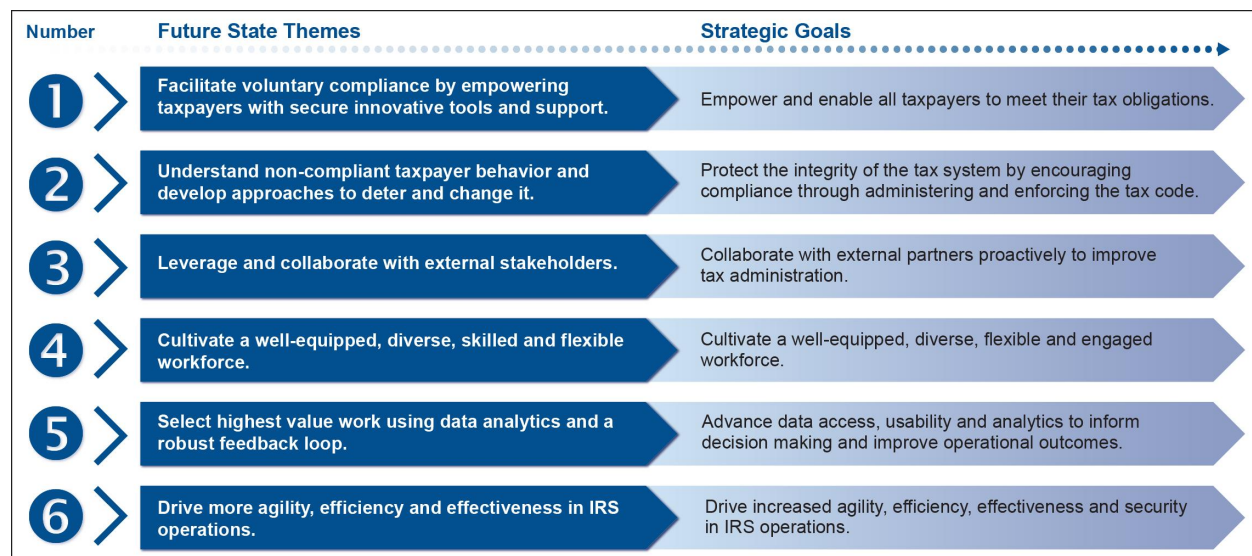 Number
Future State Themes
Strategic Goals
1
Facilitate voluntary compliance by empowering
taxpayers with secure innovative tools and support.
Empower and enable all taxpayers to meet their tax obligations.
2
Understand non-compliant taxpayer behavior and
develop approaches to deter and change it.
Protect the integrity of the tax system by encouraging
compliance through administering and enforcing the tax code.
3
Leverage and collaborate with external stakeholders.
Collaborate with external partners proactively to improve
tax administration.
4
Cultivate a well-equipped, diverse, skilled and flexible
workforce.
Cultivate a well-equipped, diverse, flexible and engaged
workforce.
5
Select highest value work using data analytics and a
robust feedback loop.
Advance data access, usability and analytics to inform
decision making and improve operational outcomes.
6
Drive more agility, efficiency and effectiveness in IRS
operations.
Drive increased agility, efficiency, effectiveness and security
in IRS operations.